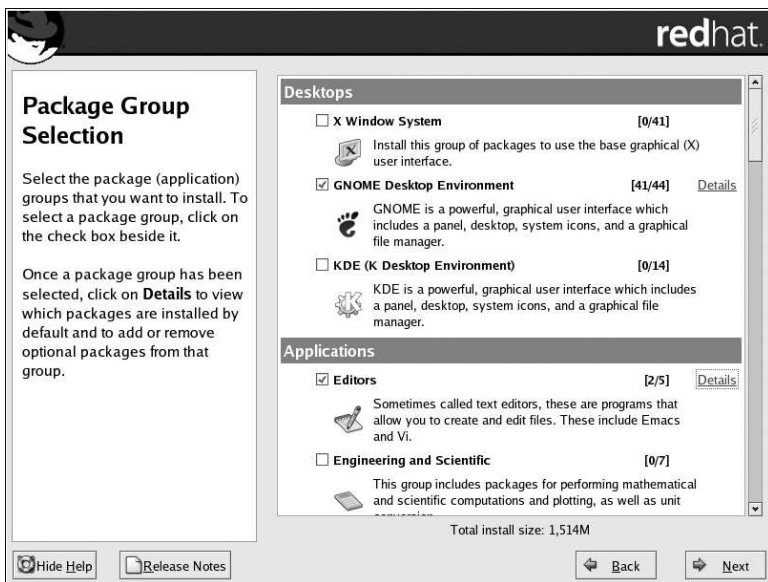 redhat.
Package Group
Selection
Select the package (application)
groups that you want to install. To
select a package group, click on
the check box beside it.
Once a package group has been
selected, click on Details to view
which packages are installed by
default and to add or remove
optional packages from that
group.
Desktops
X Window System [0/41]
Install this group of packages to use the base graphical (X)
user interface.
GNOME Desktop Environment [41/44] Details
GNOME is a powerful, graphical user interface which
includes a panel, desktop, system icons, and a graphical
file manager.
KDE (K Desktop Environment) [0/14]
KDE is a powerful, graphical user interface which includes
a panel, desktop, system icons, and a graphical file
manager.
Applications
Editors [2/5] Details
Sometimes called text editors, these are programs that
allow you to create and edit files. These include Emacs
and Vi.
Engineering and Scientific [0/7]
This group includes packages for performing mathematical
and scientific computations and plotting, as well as unit
Total install size: 1,514M
Hide Help
Release Notes
Back
Next